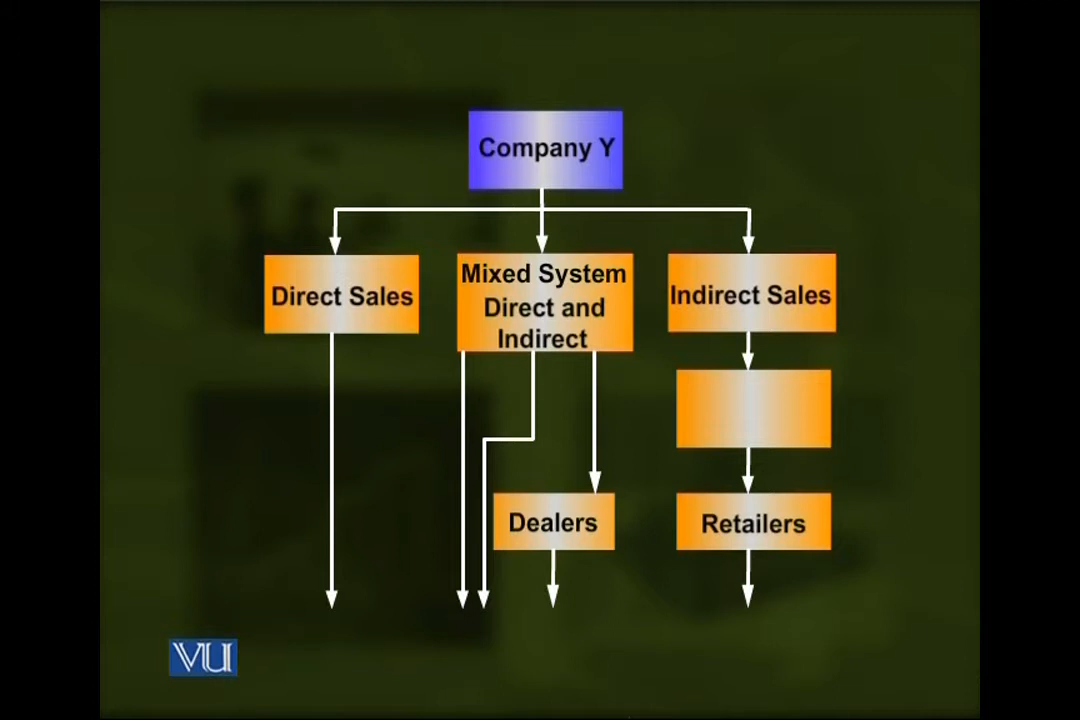 Company Y
Direct Sales
Mixed System
Direct and
Indirect
Indirect Sales
Dealers
Retailers
VU